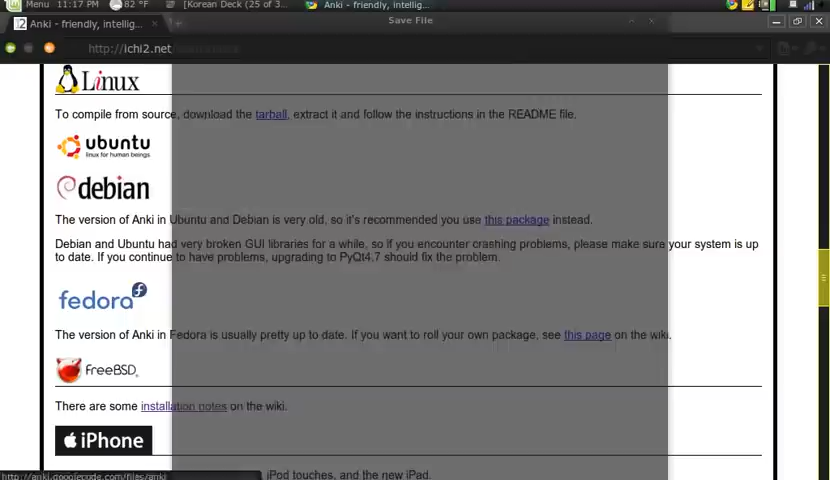 Menu 11:17 PM 82 °F [Korean Deck (25 of 3... Anki - friendly, intellig...
Save File
Anki - friendly, intellig...
http://ichi2.net
Linux
To compile from source, download the tarball, extract it and follow the instructions in the README file.
ubuntu
linux for human beings
debian
The version of Anki in Ubuntu and Debian is very old, so it's recommended you use this package instead.
Debian and Ubuntu had very broken GUI libraries for a while, so if you encounter crashing problems, please make sure your system is up
to date. If you continue to have problems, upgrading to PyQt4.7 should fix the problem.
fedora
The version of Anki in Fedora is usually pretty up to date. If you want to roll your own package, see this page on the wiki.
FreeBSD
There are some installation notes on the wiki.
iPhone
iPod touches, and the new iPad.
http://anki.googlecode.com/files/anki